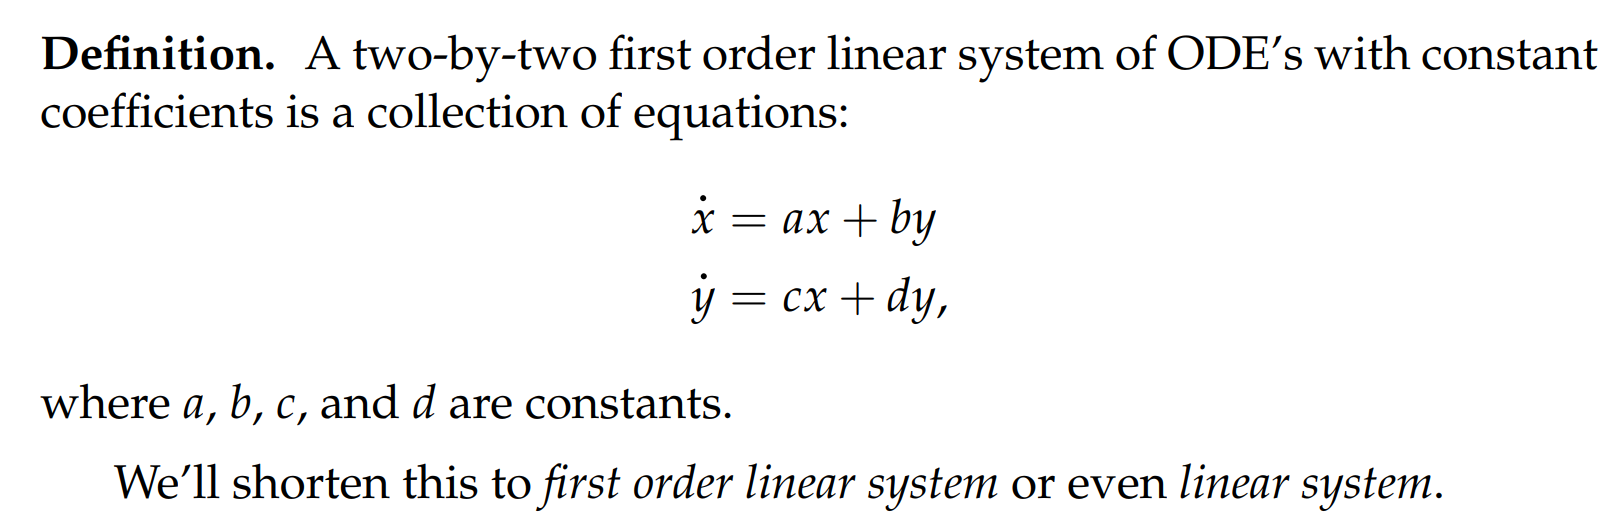 Definition. A two-by-two first order linear system of ODE's with constant
coefficients is a collection of equations:
ẋ = ax + by
ẏ = cx + dy,
where a, b, c, and d are constants.
We'll shorten this to first order linear system or even linear system.